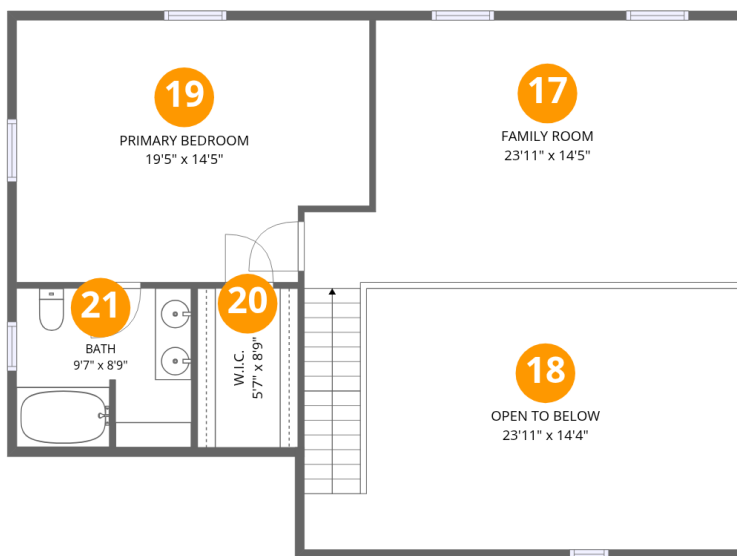 19
PRIMARY BEDROOM
19'5" x 14'5"
17
FAMILY ROOM
23'11" x 14'5"
21
BATH
9'7" x 8'9"
20
W.I.C.
5'7" x 8'9"
18
OPEN TO BELOW
23'11" x 14'4"